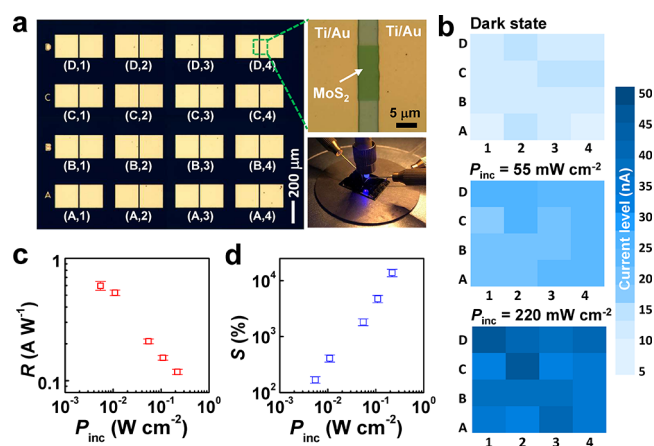 a
D
(D,1) (D,2) (D,3) (D,4)
C
(C,1) (C,2) (C,3) (C,4)
B
(B,1) (B,2) (B,3) (B,4)
A
(A,1) (A,2) (A,3) (A,4)
200 μm
Ti/Au Ti/Au
MoS₂
5 μm
b
Dark state
D
C
B
A
1 2 3 4
Pinc = 55 mW cm⁻²
D
C
B
A
1 2 3 4
Pinc = 220 mW cm⁻²
D
C
B
A
1 2 3 4
50
45
40
35
30
25
20
15
10
5
Current level (nA)
c
1
0.1
R (A W⁻¹)
10⁻³ 10⁻² 10⁻¹ 10⁰
Pinc (W cm⁻²)
d
10⁴
10³
10²
S (%)
10⁻³ 10⁻² 10⁻¹ 10⁰
Pinc (W cm⁻²)